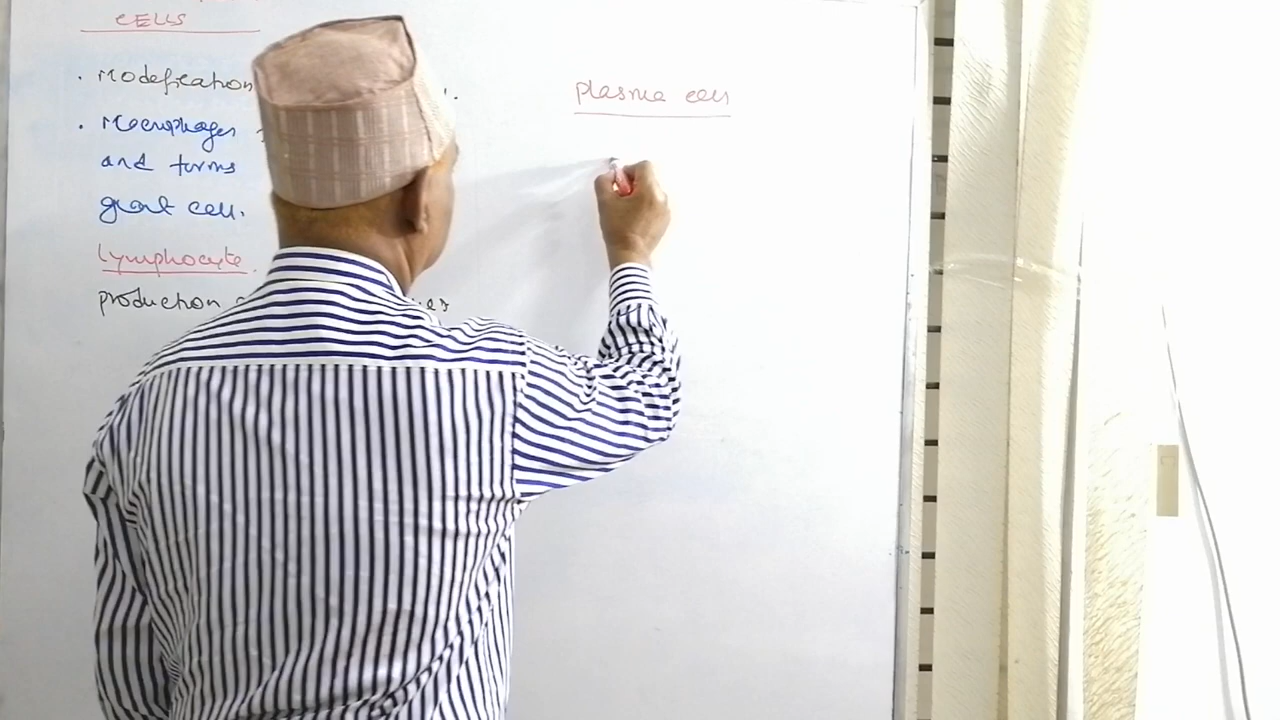 CELLS
. Modefication
. Macrophages
and forms
giant cell.
Lymphocyte.
production
plasma cell